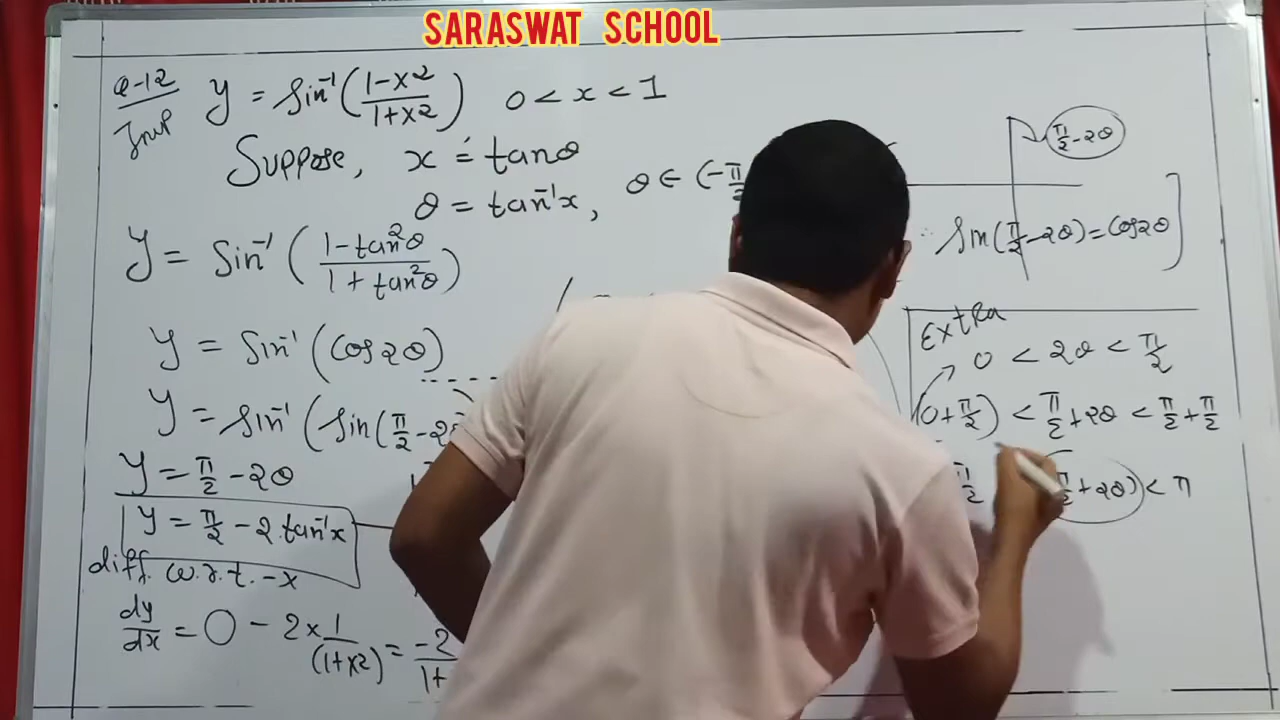 SARASWAT SCHOOL
Q-12 y = Sin⁻¹(1-x²/1+x²) 0 < x < 1
Imp
Suppose, x = tanθ
θ = tan⁻¹x, θ ∈ (-π/2
y = Sin⁻¹(1-tan²θ/1+tan²θ)
y = Sin⁻¹(Cos2θ)
y = Sin⁻¹(Sin(π/2-2θ
y = π/2-2θ
y = π/2 - 2.tan⁻¹x
diff. w.r.t. -x
dy/dx = 0 - 2×1/(1+x²) = -2/1+
π/2-2θ
∵ Sin(π/2-2θ)=Cos2θ]
Extra
0 < 2θ < π/2
(0+π/2) < π/2+2θ < π/2+π/2
π/2 π/2+2θ) < π